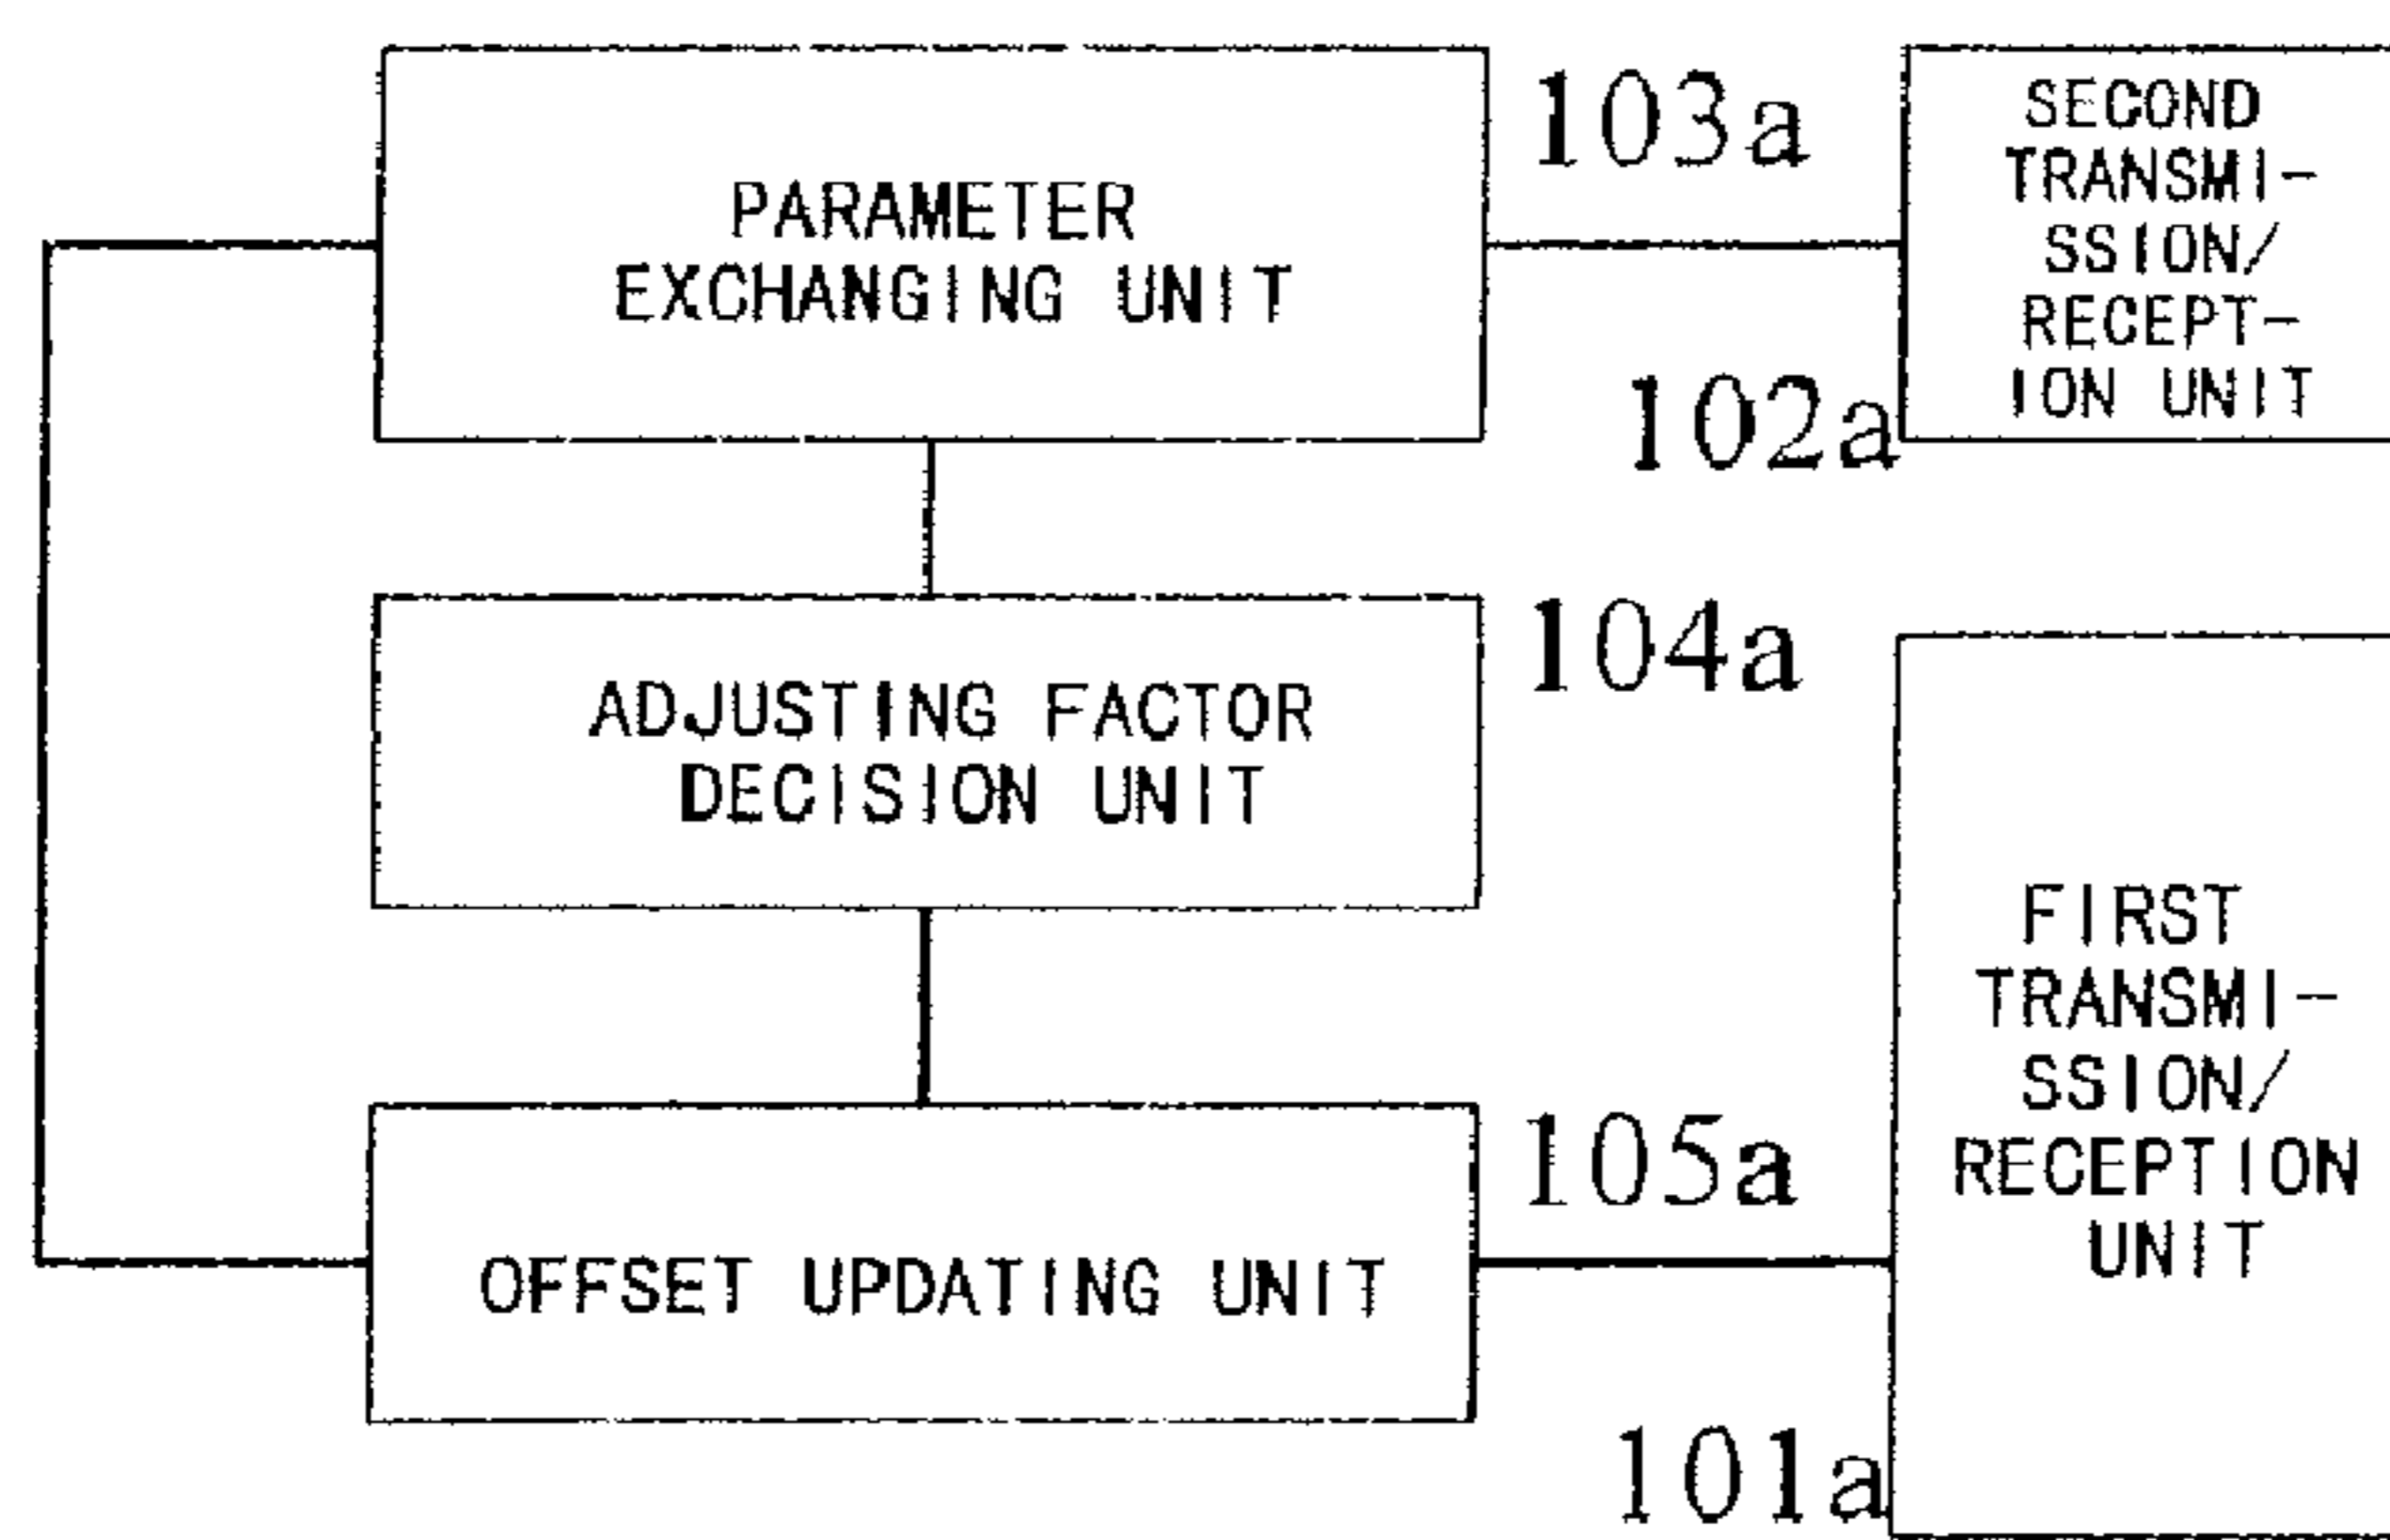 PARAMETER
EXCHANGING UNIT
103a
SECOND
TRANSMI-
SSION/
RECEPT-
ION UNIT
102a
ADJUSTING FACTOR
DECISION UNIT
104a
OFFSET UPDATING UNIT
105a
FIRST
TRANSMI-
SSION/
RECEPTION
UNIT
101a